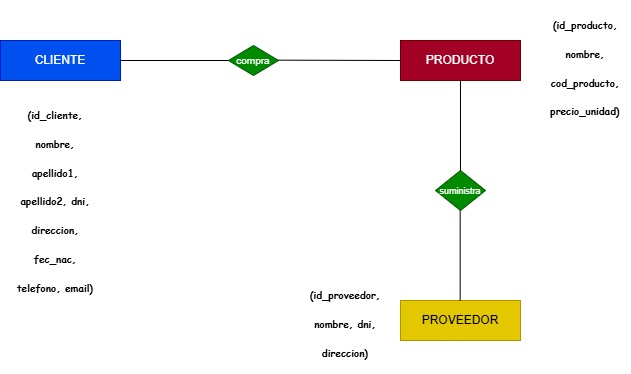 CLIENTE
compra
PRODUCTO
(id_producto,
nombre,
cod_producto,
precio_unidad)
(id_cliente,
nombre,
apellido1,
apellido2, dni,
direccion,
fec_nac,
telefono, email)
suministra
(id_proveedor,
nombre, dni,
direccion)
PROVEEDOR